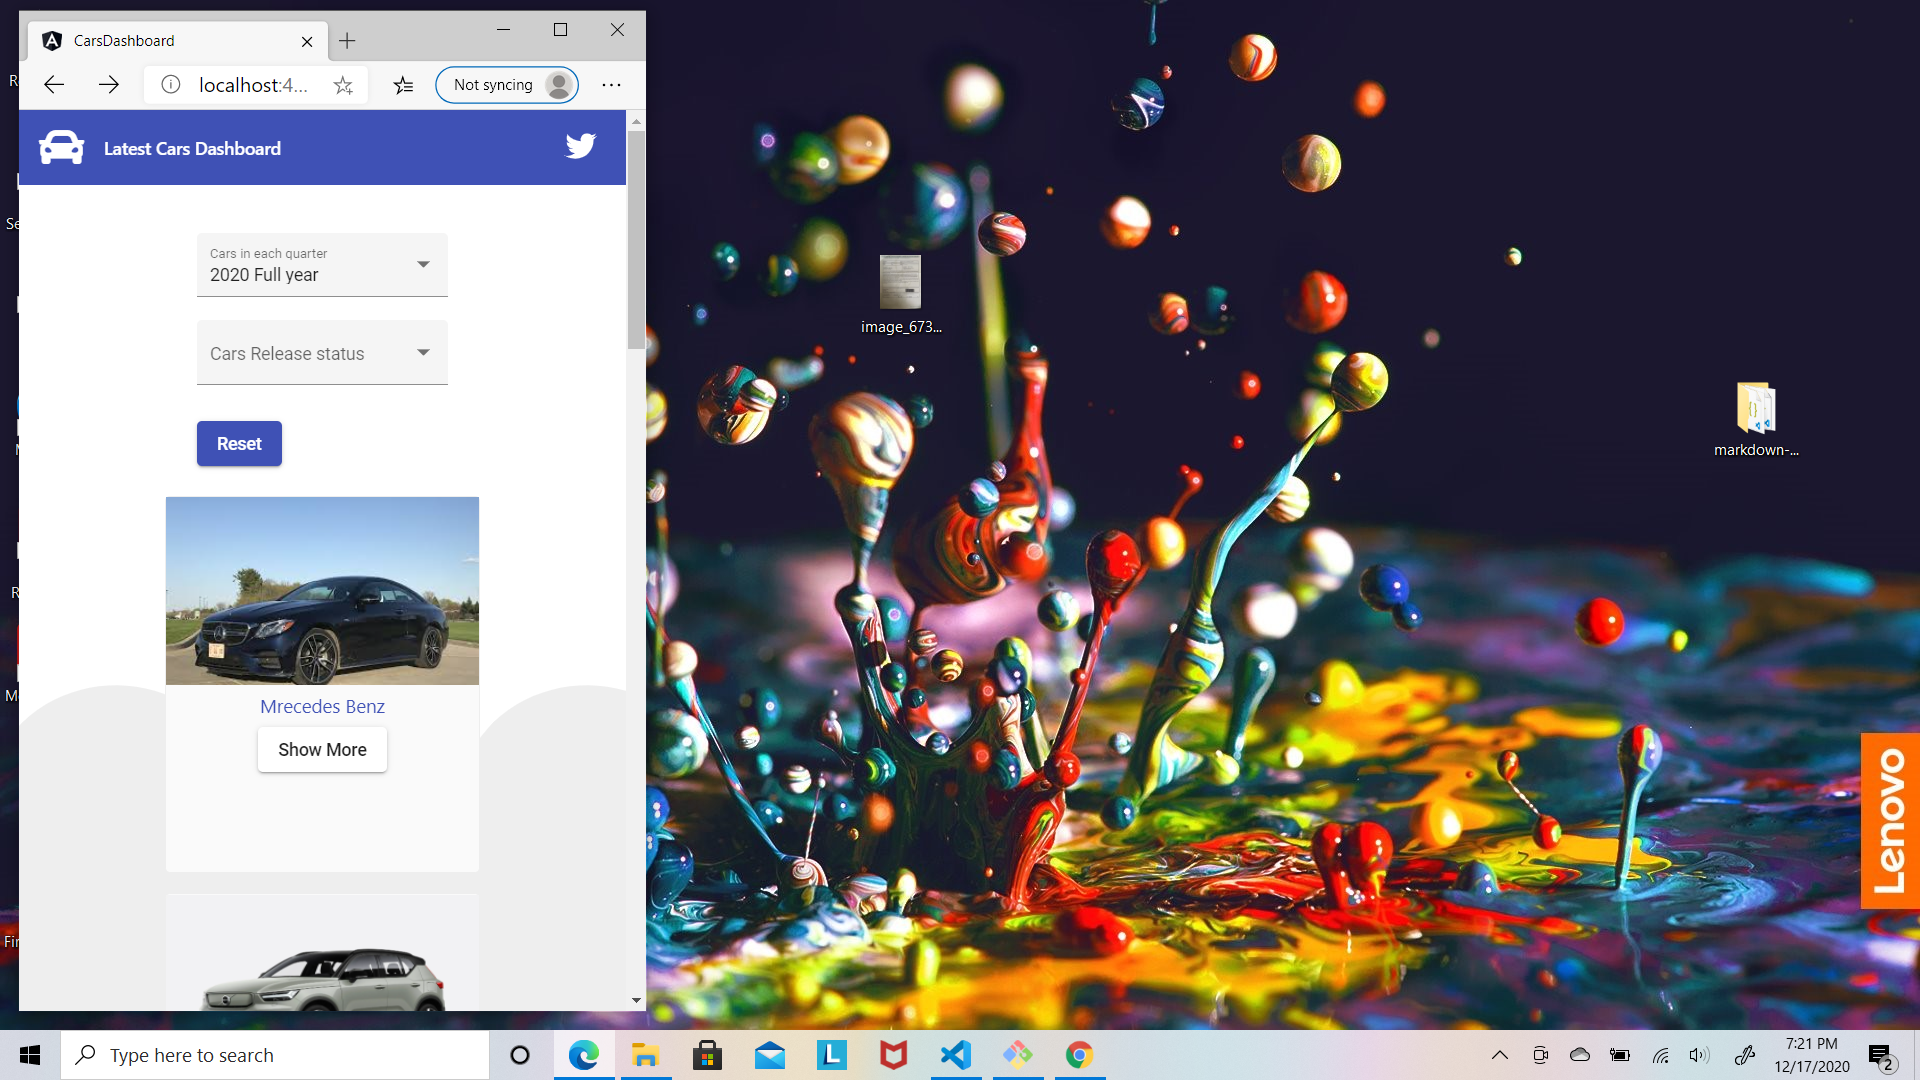 CarsDashboard
localhost:4...
Not syncing
Latest Cars Dashboard
Cars in each quarter
2020 Full year
Cars Release status
Reset
Mrecedes Benz
Show More
image_673...
markdown-...
Lenovo
Type here to search
7:21 PM
12/17/2020
2